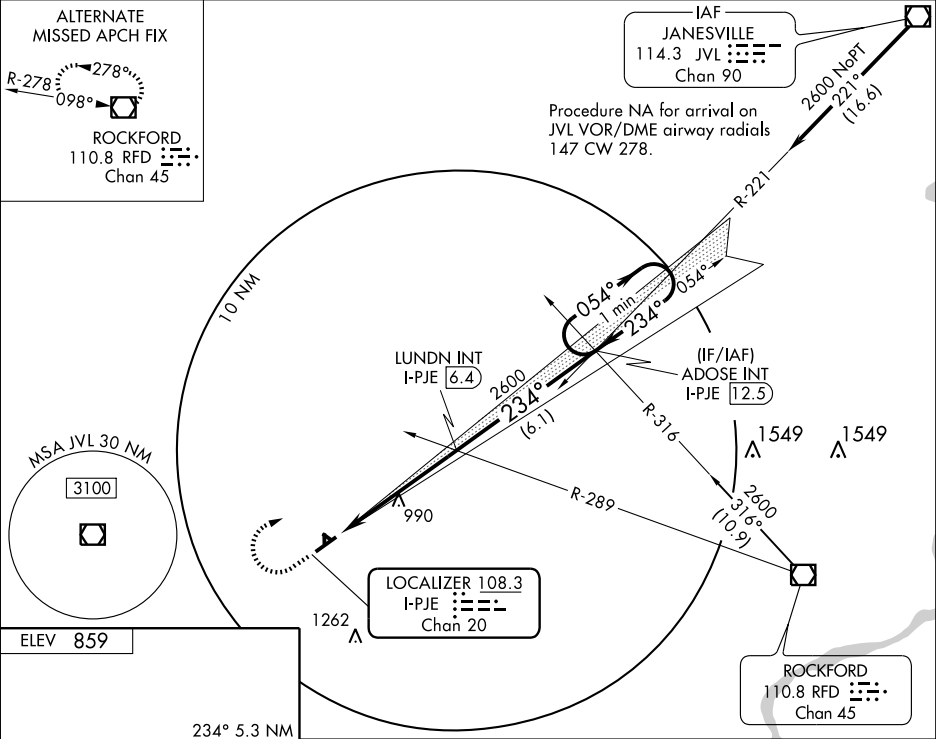 ALTERNATE
MISSED APCH FIX
R-278
278°
098°
ROCKFORD
110.8 RFD
Chan 45
IAF
JANESVILLE
114.3 JVL
Chan 90
2600 NoPT
221°
(16.6)
Procedure NA for arrival on
JVL VOR/DME airway radials
147 CW 278.
R-221
10 NM
054°
1 min
234°
054°
LUNDN INT
I-PJE 6.4
2600
234°
(6.1)
(IF/IAF)
ADOSE INT
I-PJE 12.5
R-316
1549
1549
MSA JVL 30 NM
3100
990
R-289
2600
316°
(10.9)
LOCALIZER 108.3
I-PJE
Chan 20
1262
ELEV 859
234° 5.3 NM
ROCKFORD
110.8 RFD
Chan 45